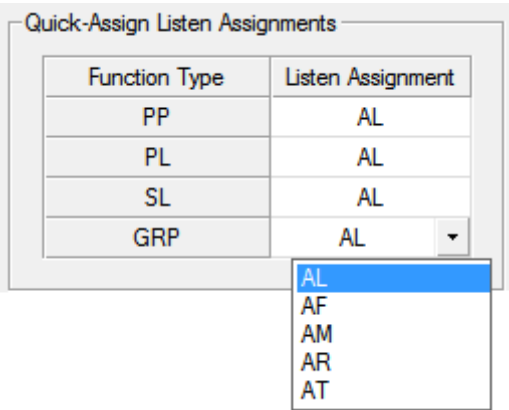 Quick-Assign Listen Assignments
Function Type Listen Assignment
PP AL
PL AL
SL AL
GRP AL
AL
AF
AM
AR
AT